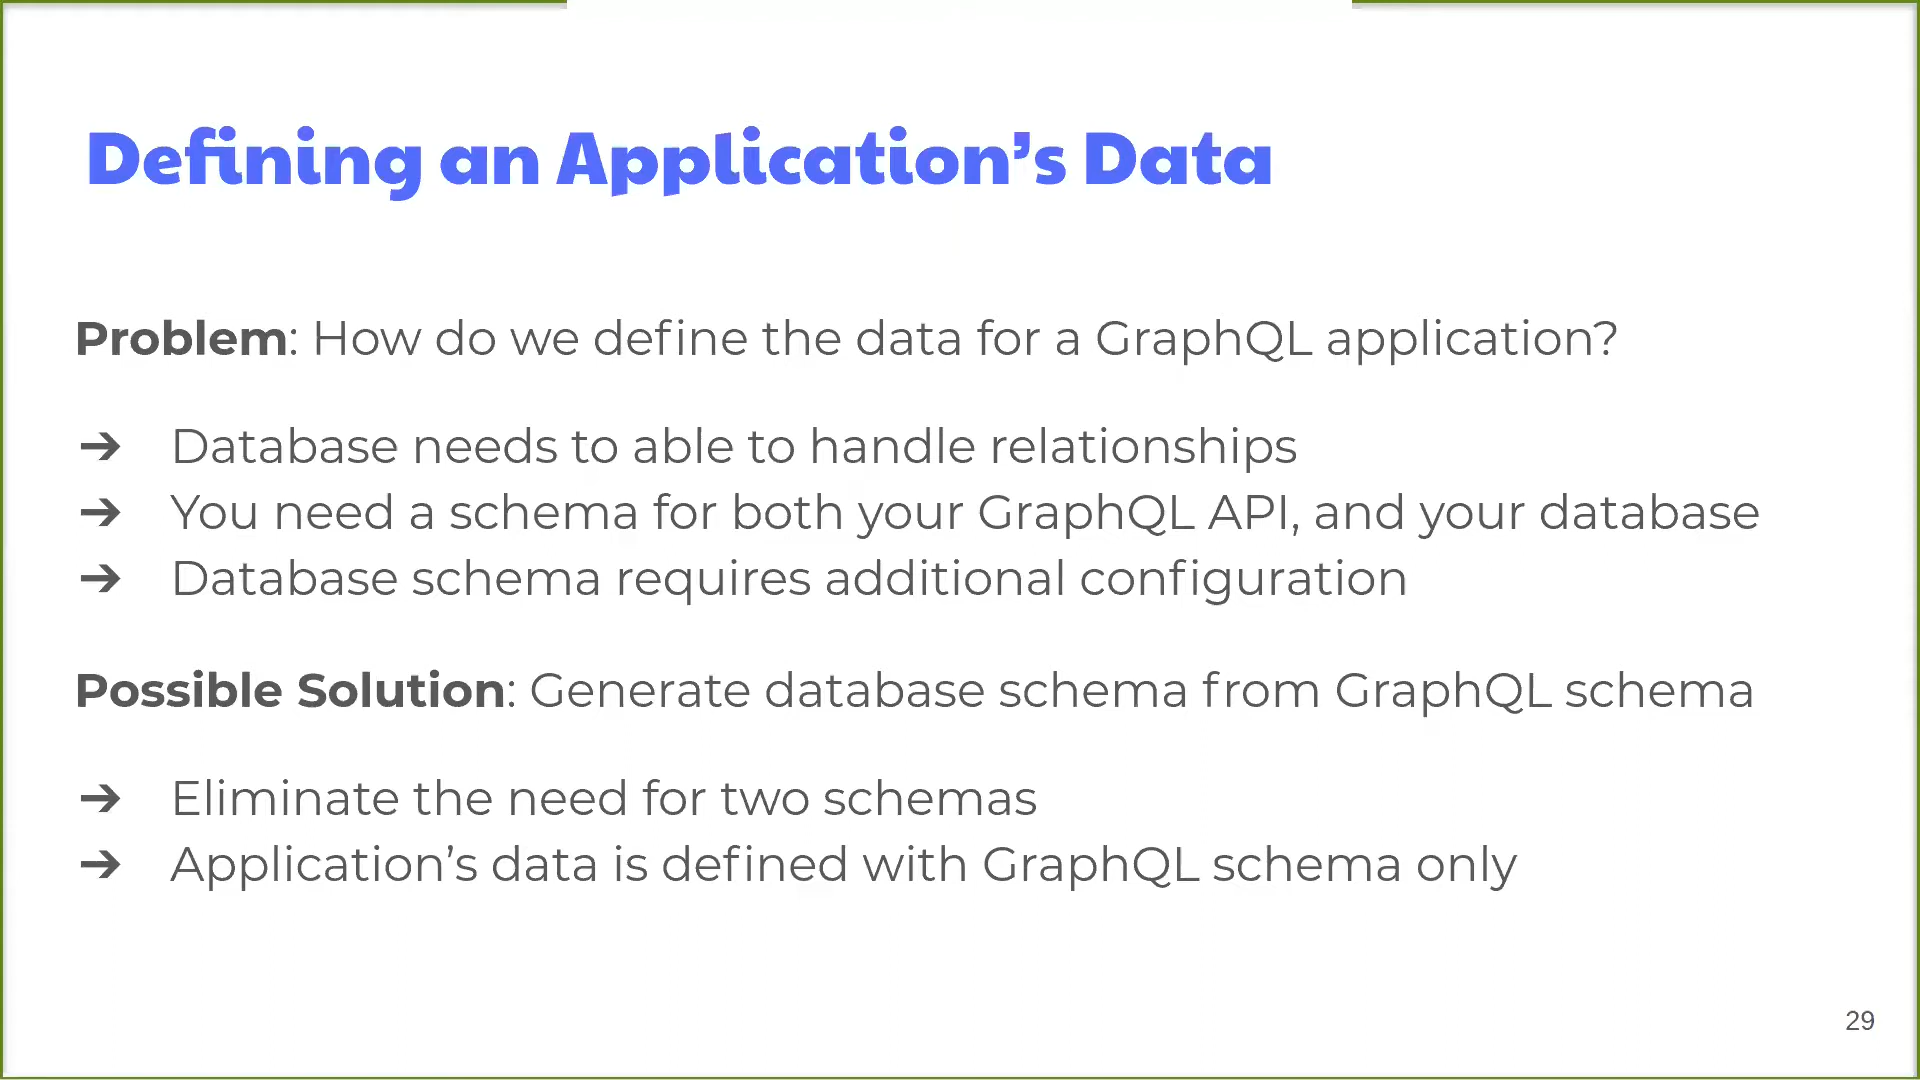 Defining an Application’s Data
Problem: How do we define the data for a GraphQL application?
➔ Database needs to able to handle relationships
➔ You need a schema for both your GraphQL API, and your database
➔ Database schema requires additional configuration
Possible Solution: Generate database schema from GraphQL schema
➔ Eliminate the need for two schemas
➔ Application’s data is defined with GraphQL schema only
29